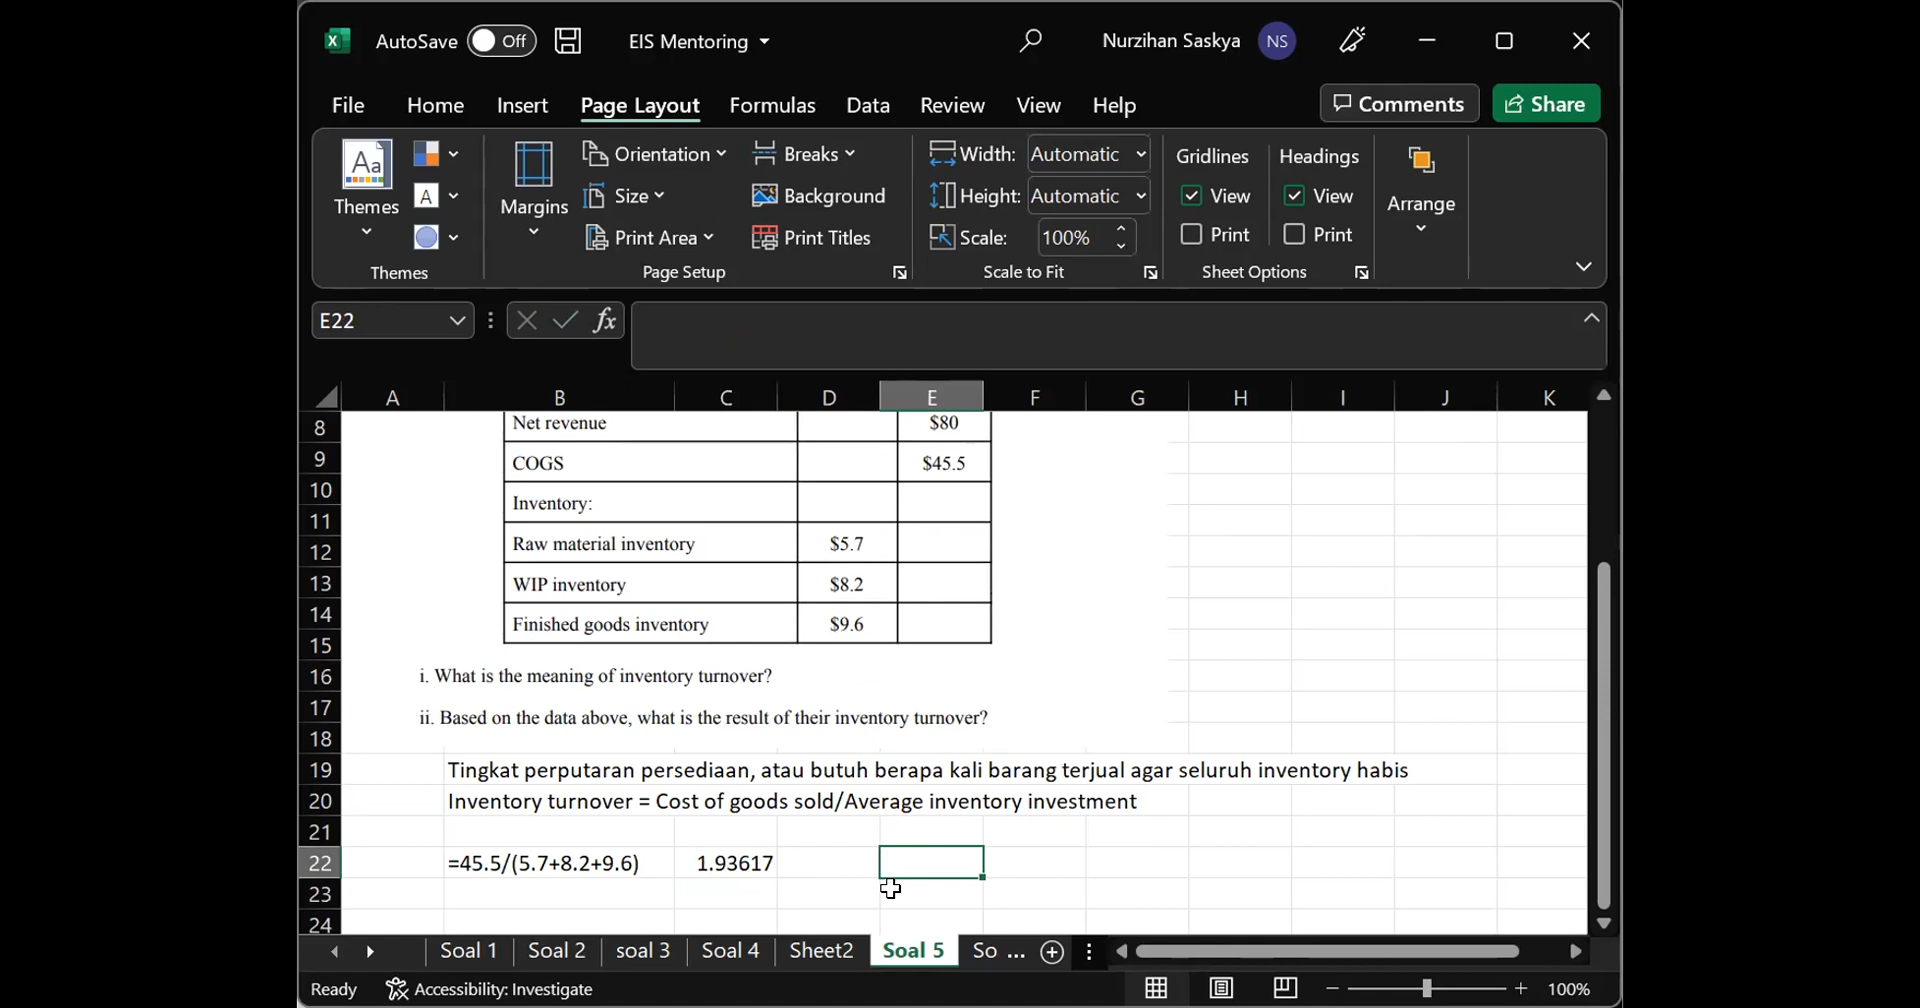 AutoSave Off EIS Mentoring Nurzihan Saskya NS
File Home Insert Page Layout Formulas Data Review View Help Comments Share
Aa Orientation Breaks Width: Automatic Gridlines Headings
A Size Background Height: Automatic View View
Themes Margins Arrange
Print Area Print Titles Scale: 100% Print Print
Themes Page Setup Scale to Fit Sheet Options
E22 fx
A B C D E F G H I J K
8 Net revenue $80
9 COGS $45.5
10 Inventory:
11
12 Raw material inventory $5.7
13 WIP inventory $8.2
14 Finished goods inventory $9.6
15
16 i. What is the meaning of inventory turnover?
17 ii. Based on the data above, what is the result of their inventory turnover?
18
19 Tingkat perputaran persediaan, atau butuh berapa kali barang terjual agar seluruh inventory habis
20 Inventory turnover = Cost of goods sold/Average inventory investment
21
22 =45.5/(5.7+8.2+9.6) 1.93617
23
24
Soal 1 Soal 2 soal 3 Soal 4 Sheet2 Soal 5 So ...
Ready Accessibility: Investigate 100%